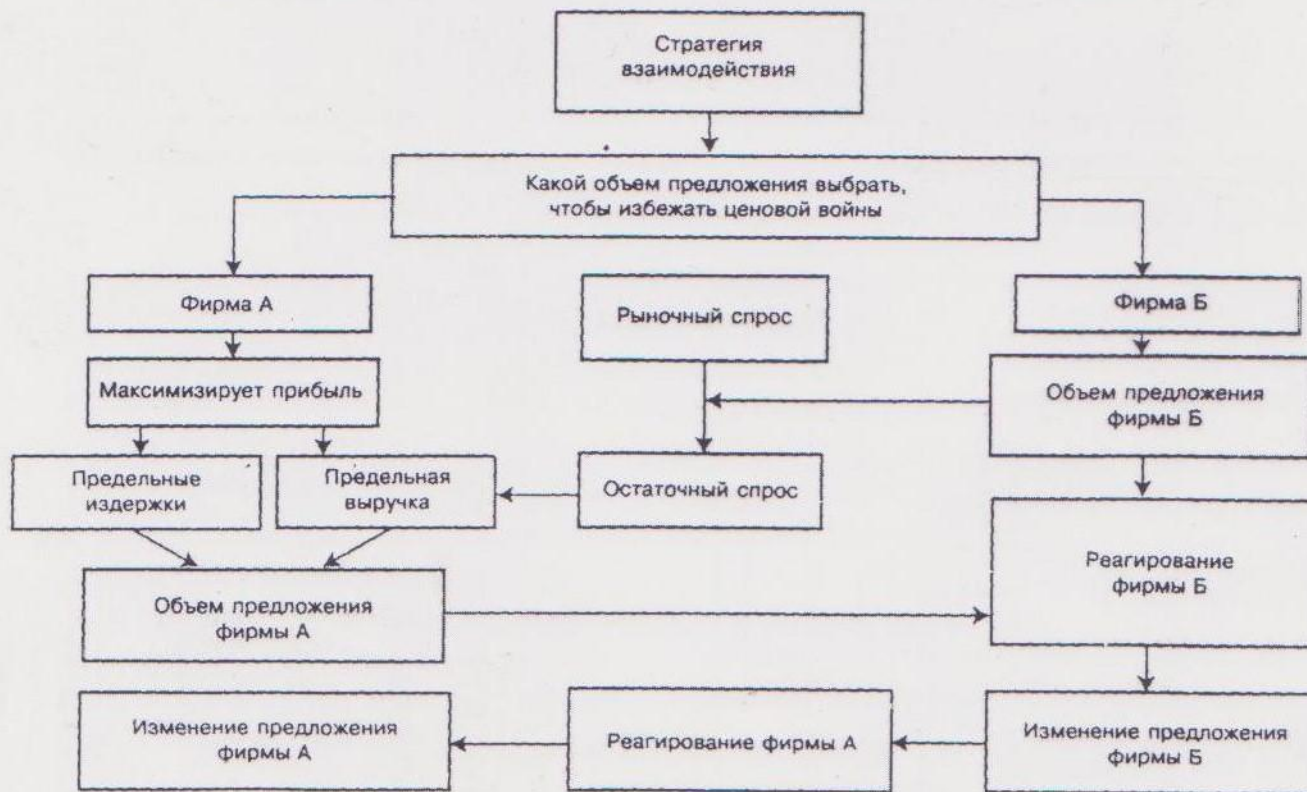 Стратегия
взаимодействия
Какой объем предложения выбрать,
чтобы избежать ценовой войны
Фирма А
Рыночный спрос
Фирма Б
Максимизирует прибыль
Объем предложения
фирмы Б
Предельные
издержки
Предельная
выручка
Остаточный спрос
Реагирование
фирмы Б
Объем предложения
фирмы А
Изменение предложения
фирмы А
Реагирование фирмы А
Изменение предложения
фирмы Б